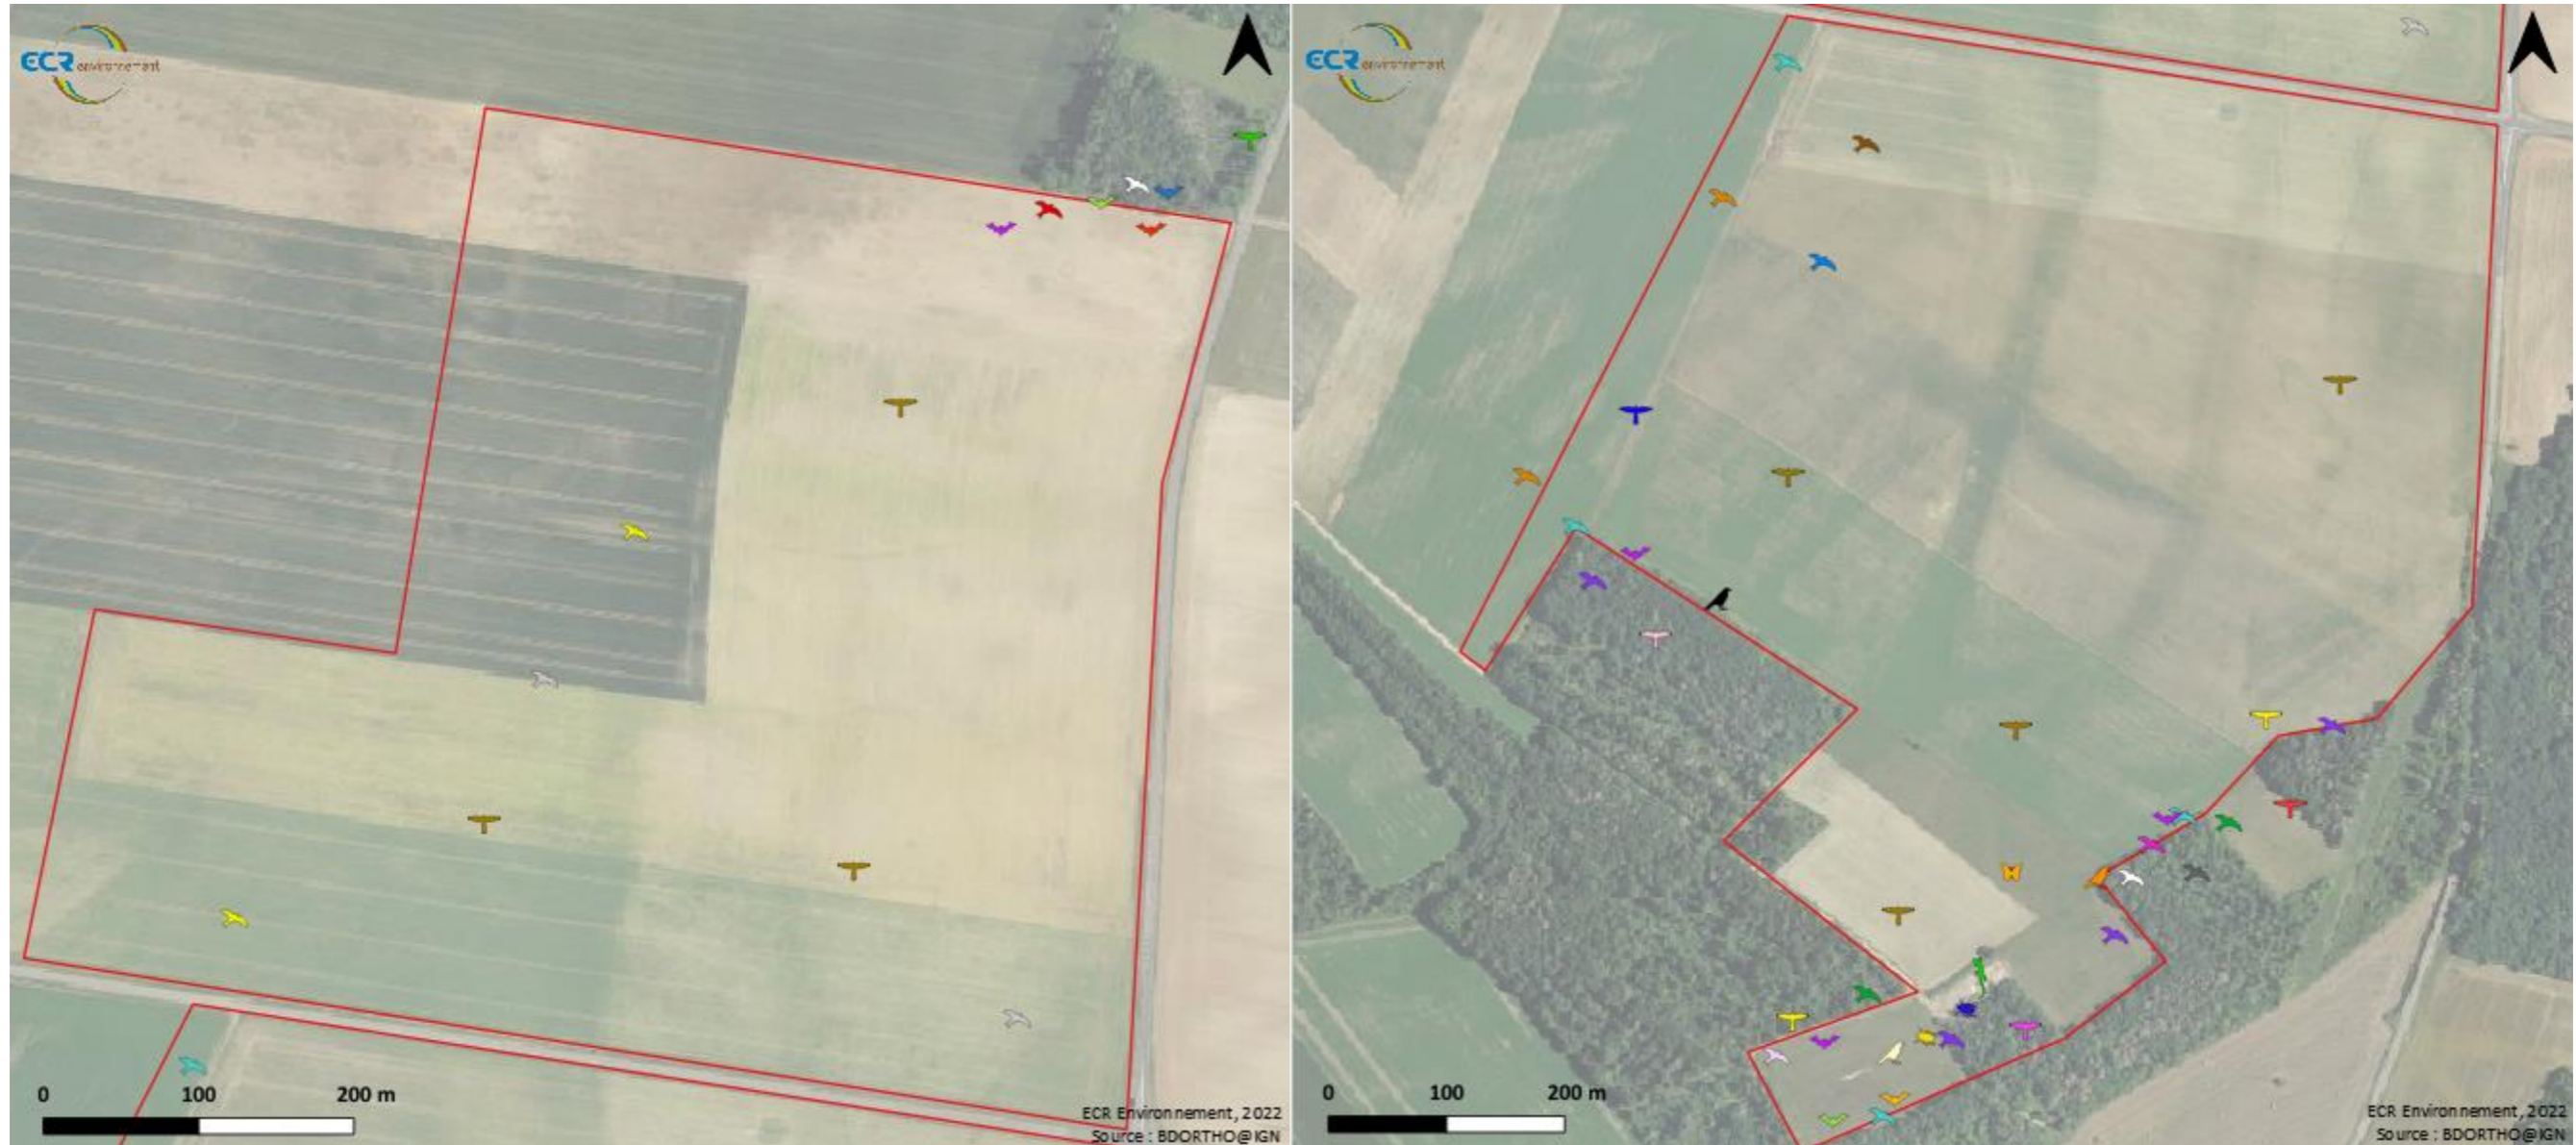 ECR environnement
ECR environnement
0 100 200 m
ECR Environnement, 2022
Source : BDORTHO@IGN
0 100 200 m
ECR Environnement, 2022
Source : BDORTHO@IGN